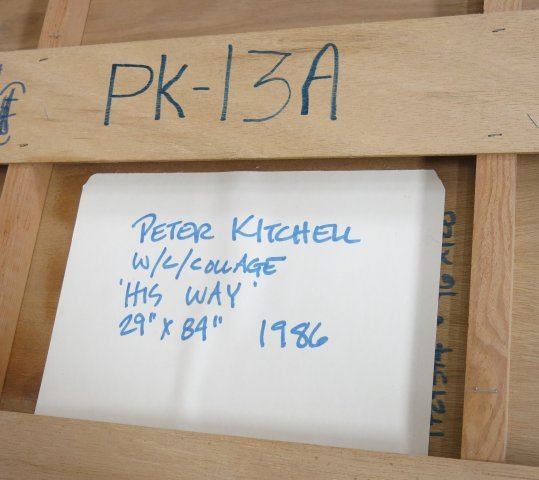 PK-13A
PETER KITCHELL
W/C/COLLAGE
'HIS WAY'
29" X 84" 1986